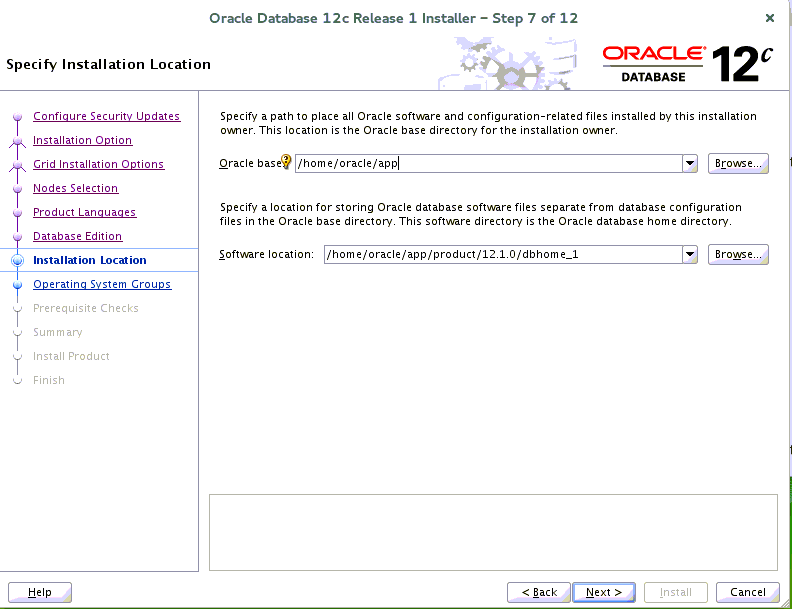 Oracle Database 12c Release 1 Installer – Step 7 of 12
Specify Installation Location
ORACLE
DATABASE
12c
Configure Security Updates
Installation Option
Grid Installation Options
Nodes Selection
Product Languages
Database Edition
Installation Location
Operating System Groups
Prerequisite Checks
Summary
Install Product
Finish
Specify a path to place all Oracle software and configuration-related files installed by this installation
owner. This location is the Oracle base directory for the installation owner.
Oracle base: /home/oracle/app Browse...
Specify a location for storing Oracle database software files separate from database configuration
files in the Oracle base directory. This software directory is the Oracle database home directory.
Software location: /home/oracle/app/product/12.1.0/dbhome_1 Browse...
Help < Back Next > Install Cancel